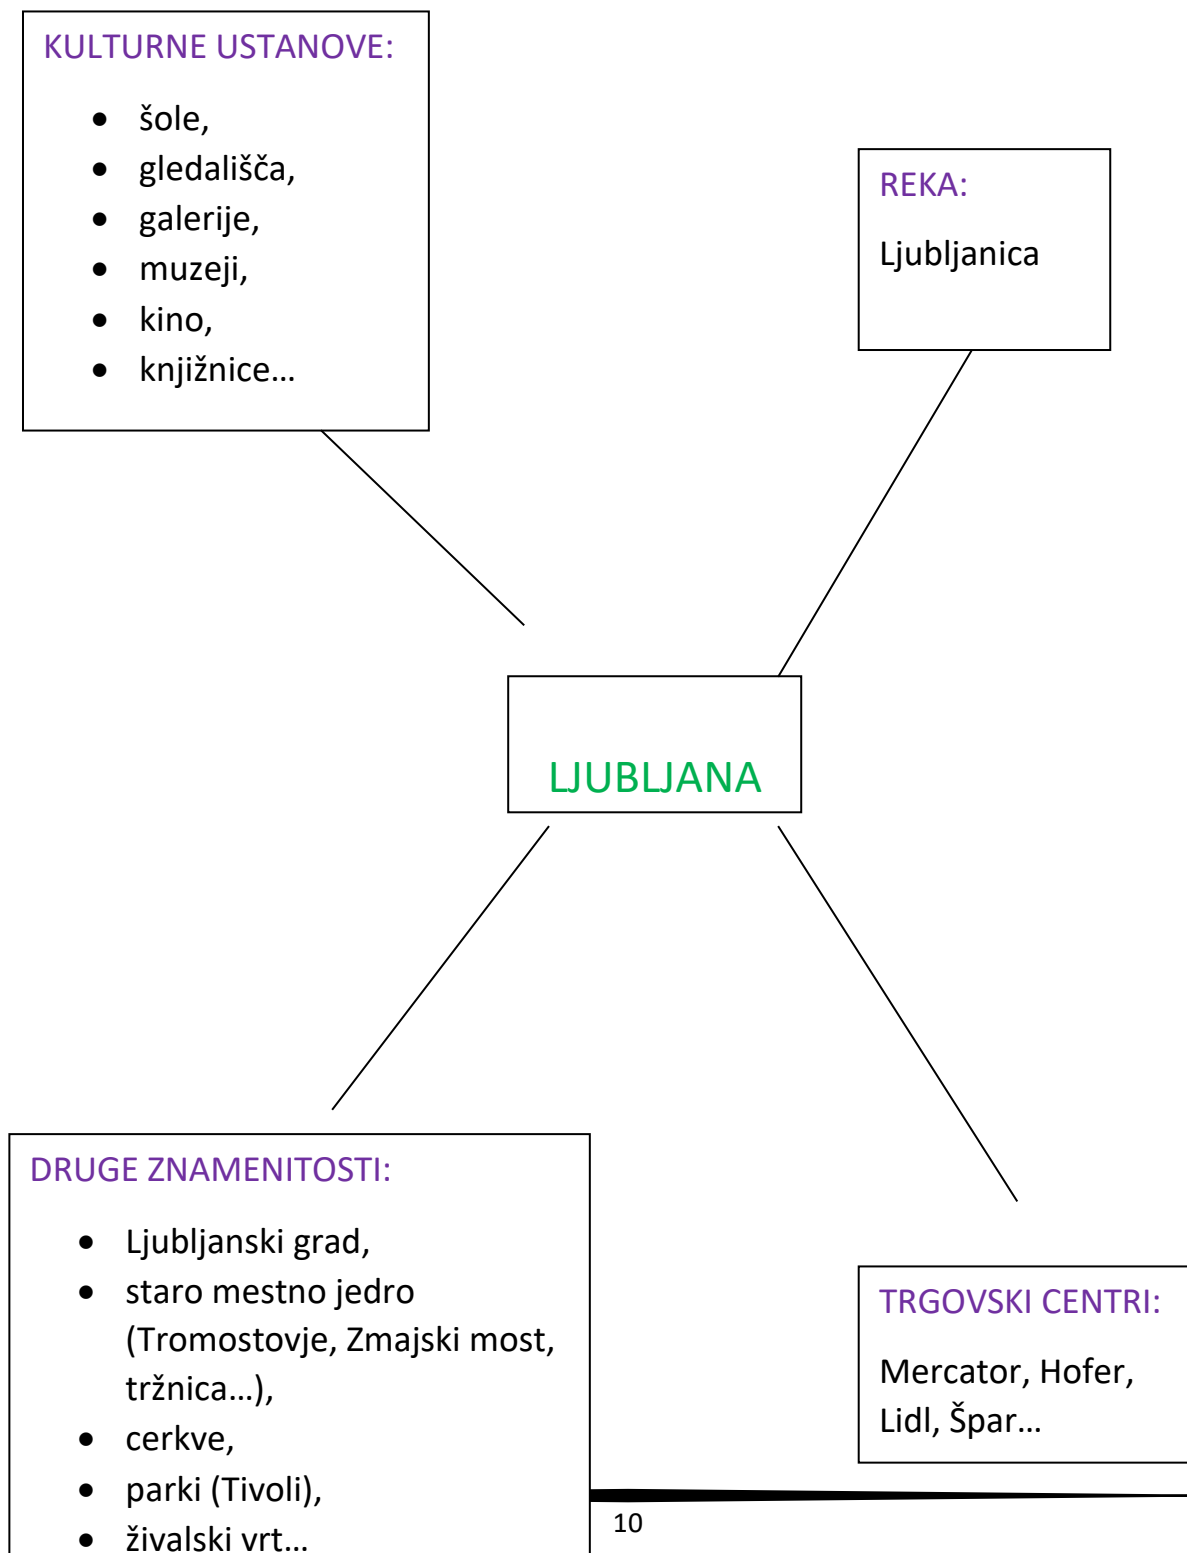 KULTURNE USTANOVE:
• šole,
• gledališča,
• galerije,
• muzeji,
• kino,
• knjižnice…
REKA:
Ljubljanica
LJUBLJANA
DRUGE ZNAMENITOSTI:
• Ljubljanski grad,
• staro mestno jedro
(Tromostovje, Zmajski most,
tržnica…),
• cerkve,
• parki (Tivoli),
• živalski vrt…
TRGOVSKI CENTRI:
Mercator, Hofer,
Lidl, Špar…
10